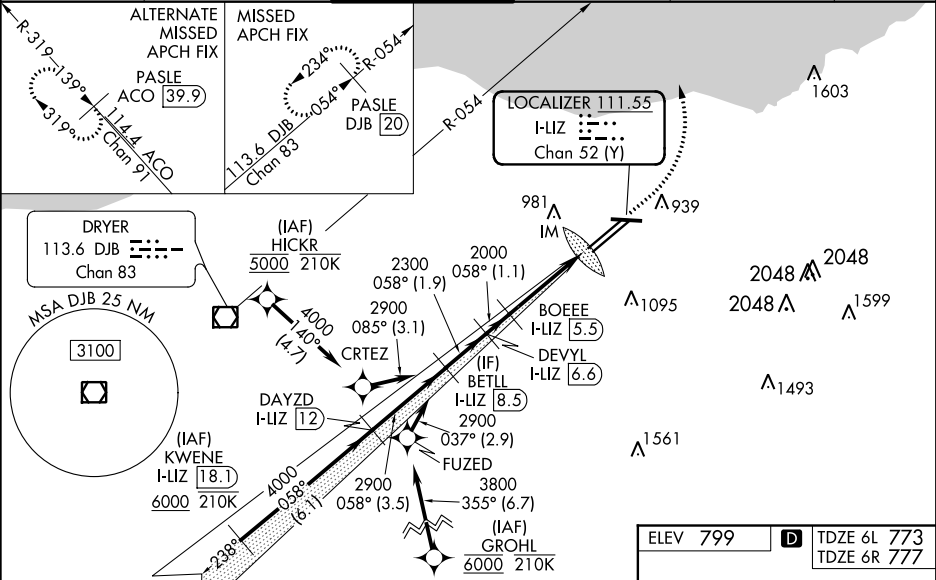 R-319
139°
319°
ALTERNATE
MISSED
APCH FIX
PASLE
ACO 39.9
114.4 ACO
Chan 91
MISSED
APCH FIX
234°
054°
R-054
PASLE
DJB 20
113.6 DJB
Chan 83
R-054
LOCALIZER 111.55
I-LIZ
Chan 52 (Y)
1603
DRYER
113.6 DJB
Chan 83
(IAF)
HICKR
5000 210K
981
IM
939
2048
2048
2048
1599
1095
1493
1561
MSA DJB 25 NM
3100
4000
140°
(4.7)
2300
058° (1.9)
2000
058° (1.1)
2900
085° (3.1)
CRTEZ
BOEEE
I-LIZ 5.5
DEVYL
I-LIZ 6.6
(IF)
BETLL
I-LIZ 8.5
DAYZD
I-LIZ 12
2900
037° (2.9)
FUZED
(IAF)
KWENE
I-LIZ 18.1
6000 210K
4000
058°
(6.1)
238°
2900
058° (3.5)
3800
355° (6.7)
(IAF)
GROHL
6000 210K
ELEV 799
D
TDZE 6L 773
TDZE 6R 777